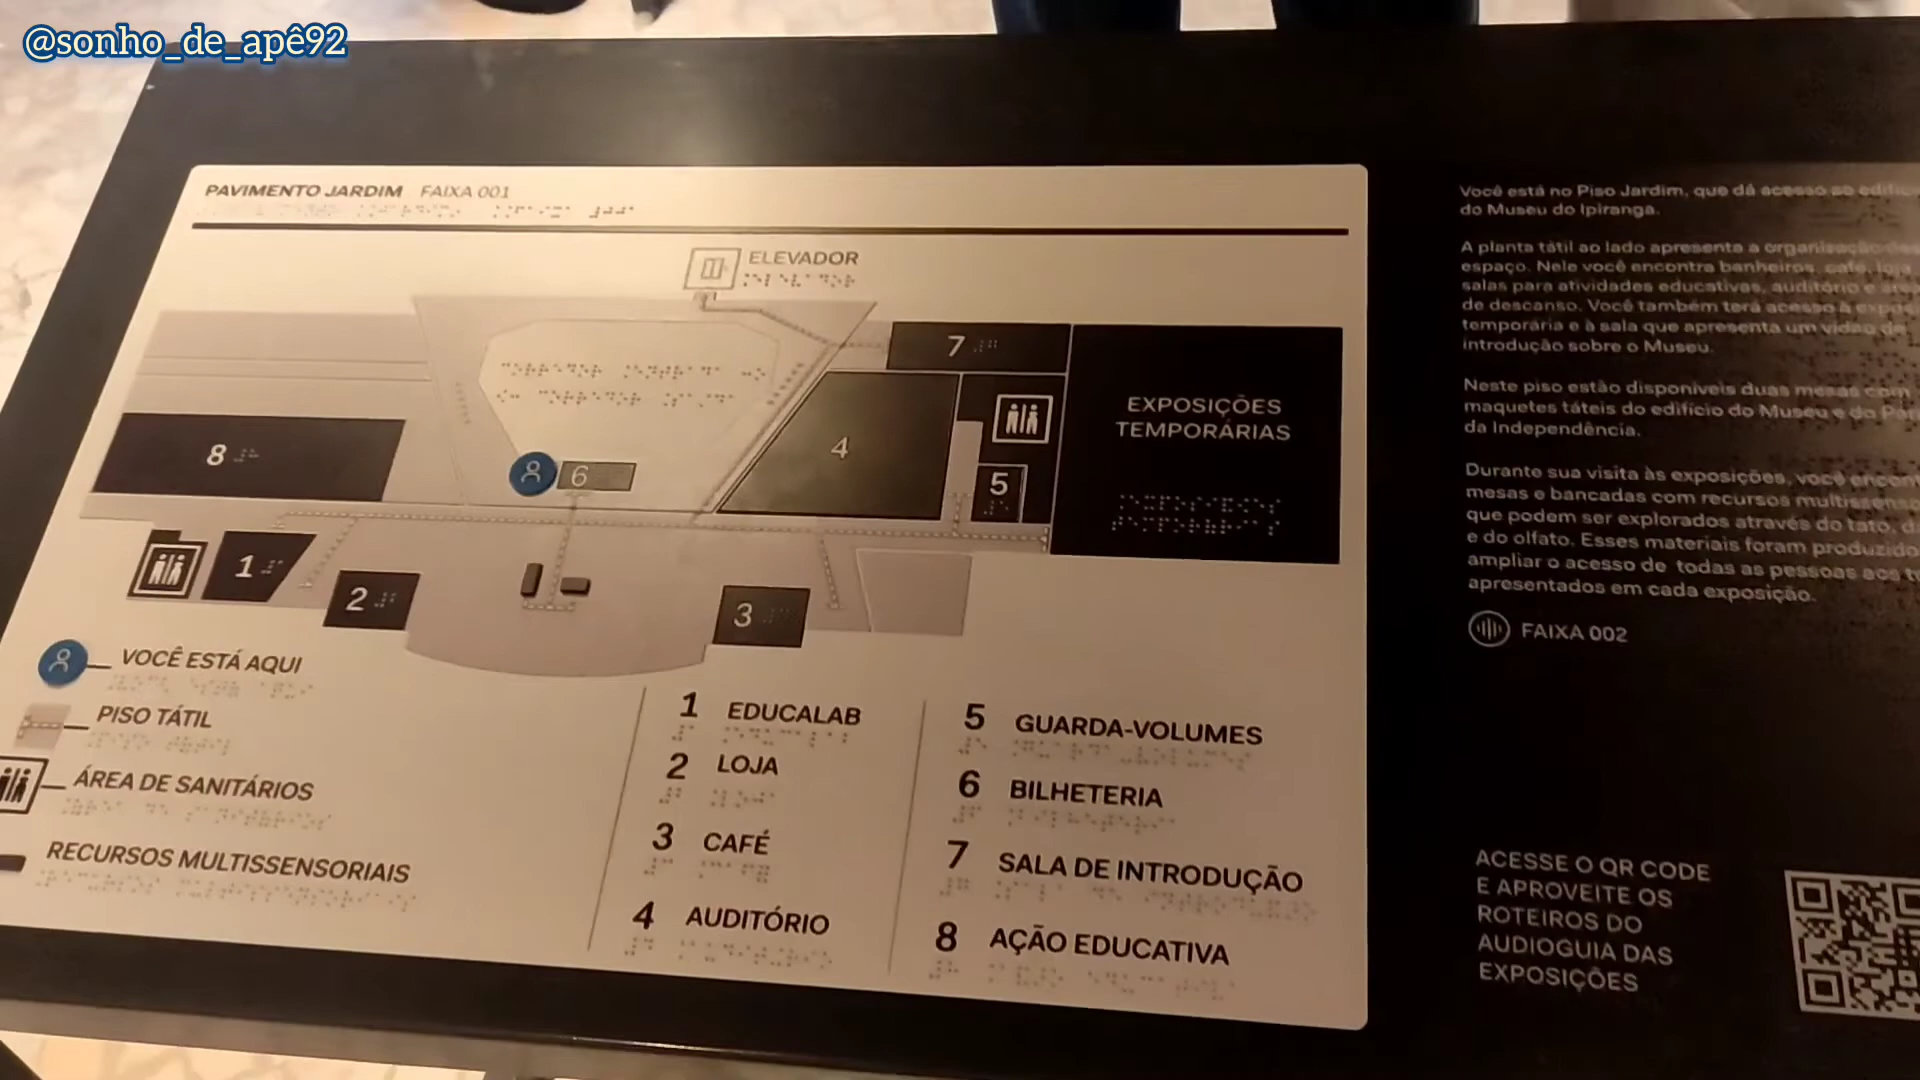 @sonho_de_apê92
PAVIMENTO JARDIM FAIXA 001
ELEVADOR
7
EXPOSIÇÕES
TEMPORÁRIAS
4
8
6
5
1
2
3
VOCÊ ESTÁ AQUI
PISO TÁTIL
ÁREA DE SANITÁRIOS
RECURSOS MULTISSENSORIAIS
1 EDUCALAB
2 LOJA
3 CAFÉ
4 AUDITÓRIO
5 GUARDA-VOLUMES
6 BILHETERIA
7 SALA DE INTRODUÇÃO
8 AÇÃO EDUCATIVA
Você está no Piso Jardim, que dá acesso ao
do Museu do Ipiranga.
A planta tátil ao lado apresenta a organização
espaço. Nele você encontra banheiros, café, loja
salas para atividades educativas, auditório e
de descanso. Você também terá acesso à
temporária e à sala que apresenta um vídeo de
introdução sobre o Museu.
Neste piso estão disponíveis duas mesas com
maquetes táteis do edifício do Museu e do
da Independência.
Durante sua visita às exposições, você
mesas e bancadas com recursos
que podem ser explorados através do tato,
e do olfato. Esses materiais foram
ampliar o acesso de todas as pessoas aos
apresentados em cada exposição.
FAIXA 002
ACESSE O QR CODE
E APROVEITE OS
ROTEIROS DO
AUDIOGUIA DAS
EXPOSIÇÕES